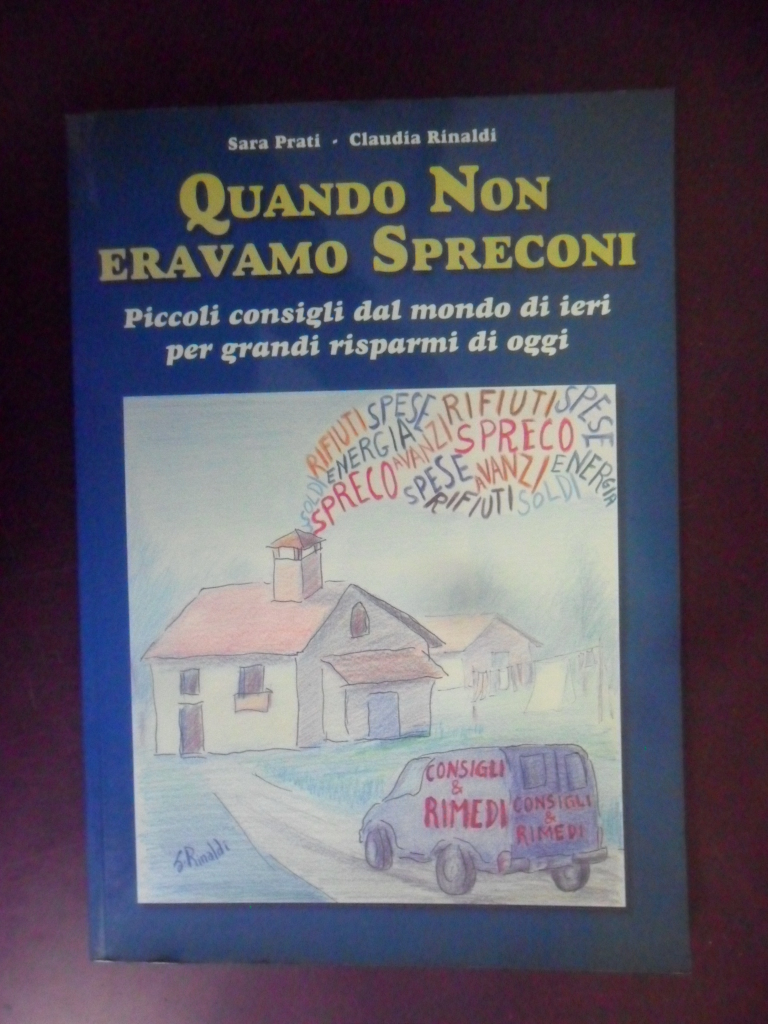 Sara Prati - Claudia Rinaldi
QUANDO NON
ERAVAMO SPRECONI
Piccoli consigli dal mondo di ieri
per grandi risparmi di oggi
RIFIUTI SPESE RIFIUTI SPESE
SOLDI ENERGIA AVANZI SPRECO
SPRECO SPESE AVANZI ENERGIA
RIFIUTI SOLDI
CONSIGLI
&
RIMEDI
CONSIGLI
&
RIMEDI
S. Rinaldi